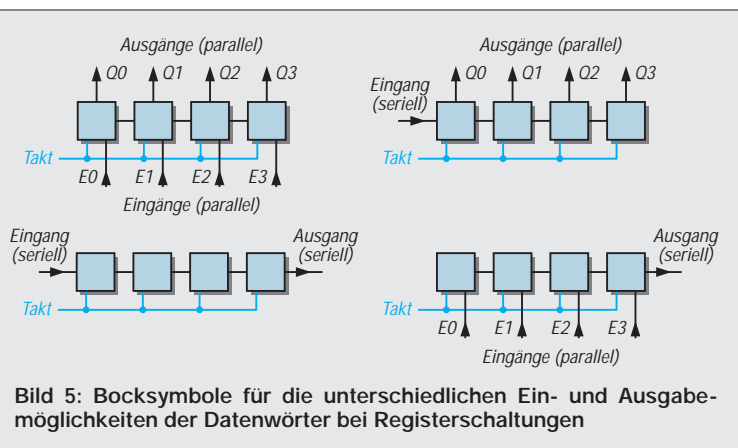 Ausgänge (parallel)
Q0 Q1 Q2 Q3
Takt
E0 E1 E2 E3
Eingänge (parallel)
Ausgänge (parallel)
Q0 Q1 Q2 Q3
Eingang
(seriell)
Takt
Eingang
(seriell)
Ausgang
(seriell)
Takt
Ausgang
(seriell)
Takt
E0 E1 E2 E3
Eingänge (parallel)
Bild 5: Bocksymbole für die unterschiedlichen Ein- und Ausgabe-
möglichkeiten der Datenwörter bei Registerschaltungen